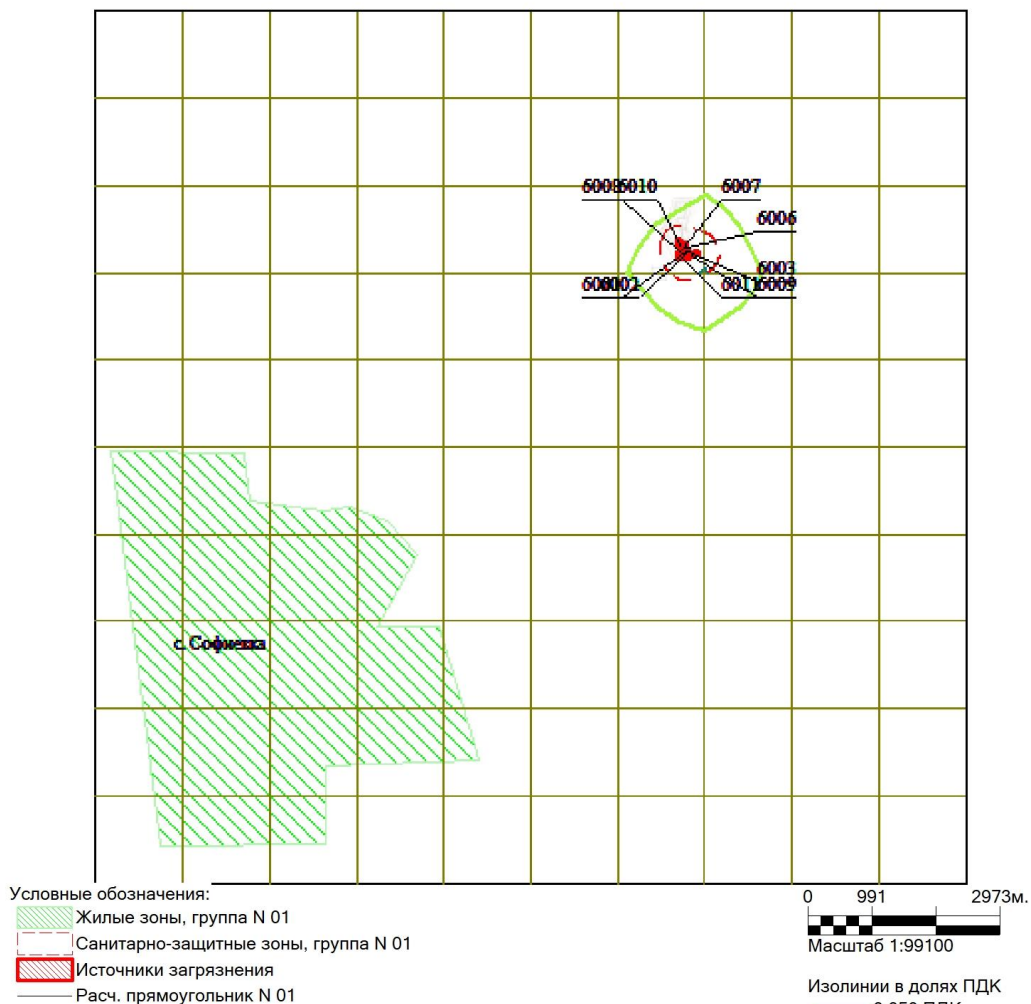 6010
6007
6006
6003
6009
с. Софиевка
Условные обозначения:
Жилые зоны, группа N 01
Санитарно-защитные зоны, группа N 01
Источники загрязнения
Расч. прямоугольник N 01
0 991 2973м.
Масштаб 1:99100
Изолинии в долях ПДК